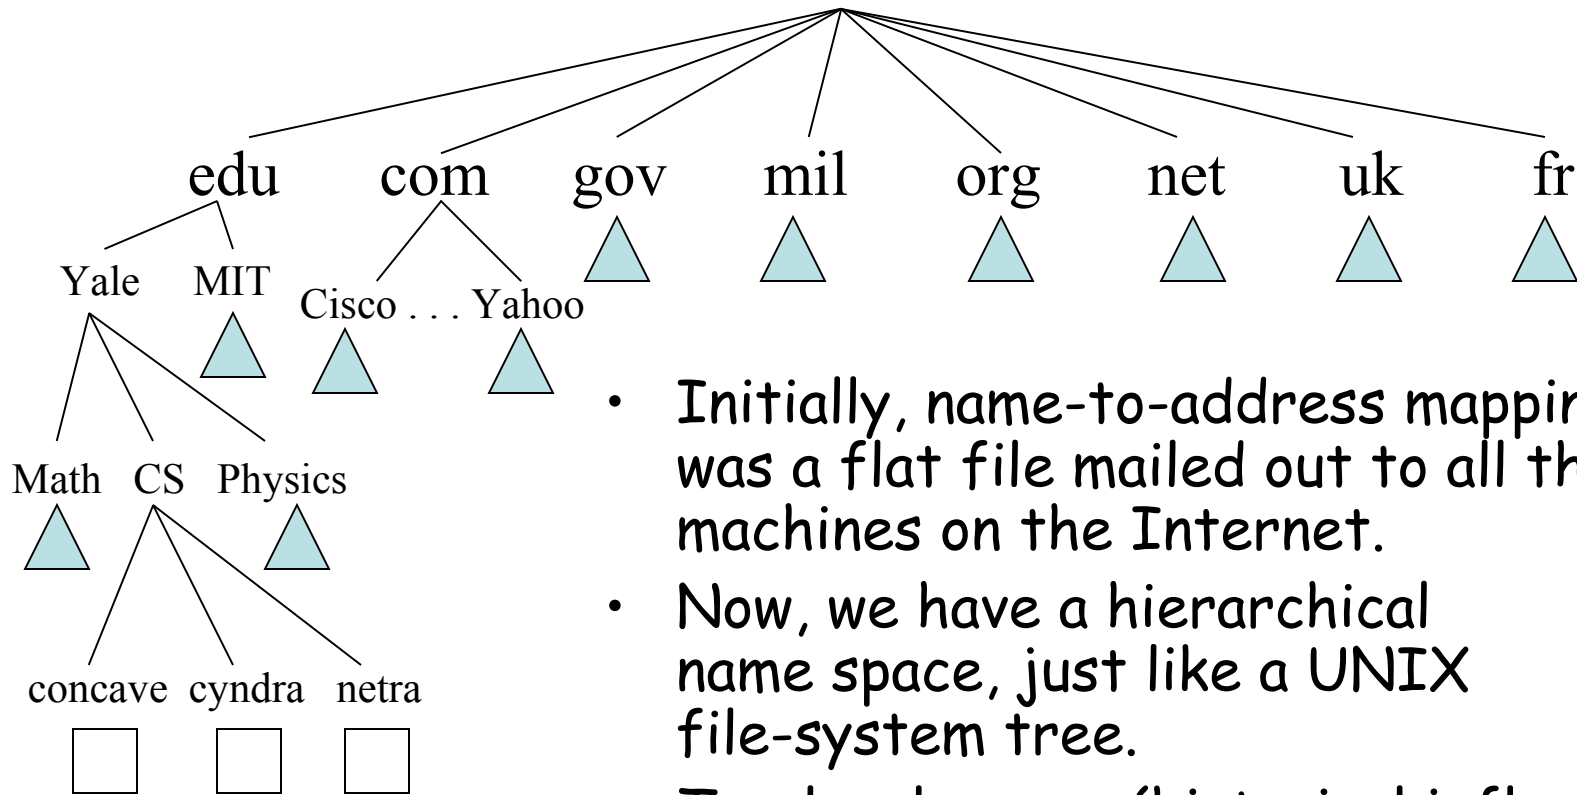 edu com gov mil org net uk fr
Yale MIT
Cisco . . . Yahoo
Math CS Physics
concave cyndra netra
• Initially, name-to-address mappin
was a flat file mailed out to all th
machines on the Internet.
• Now, we have a hierarchical
name space, just like a UNIX
file-system tree.